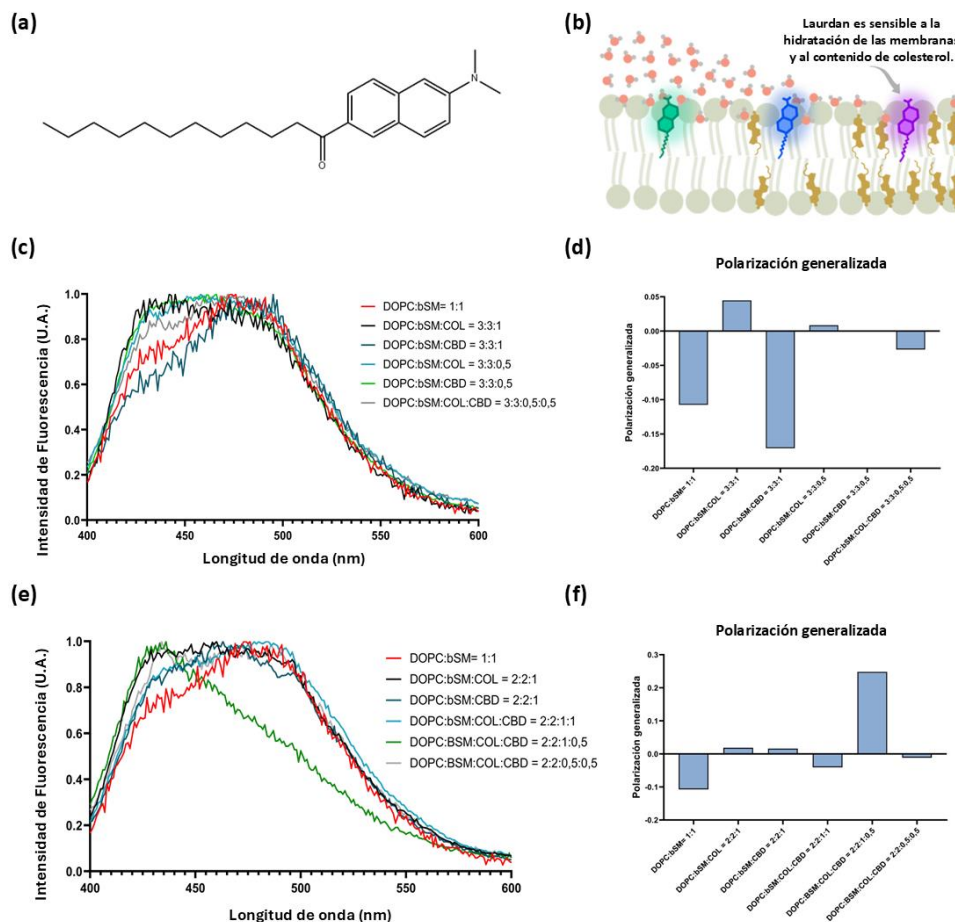 (a)
N
O
(b)
Laurdan es sensible a la
hidratación de las membranas
y al contenido de colesterol.
(c)
Intensidad de Fluorescencia (U.A.)
1.0
0.8
0.6
0.4
0.2
0.0
400
450
500
550
600
Longitud de onda (nm)
DOPC:bSM= 1:1
DOPC:bSM:COL = 3:3:1
DOPC:bSM:CBD = 3:3:1
DOPC:bSM:COL = 3:3:0,5
DOPC:bSM:CBD = 3:3:0,5
DOPC:bSM:COL:CBD = 3:3:0,5:0,5
(d)
Polarización generalizada
Polarización generalizada
0.05
0.00
-0.05
-0.10
-0.15
-0.20
DOPC:bSM= 1:1
DOPC:bSM:COL = 3:3:1
DOPC:bSM:CBD = 3:3:1
DOPC:bSM:COL = 3:3:0,5
DOPC:bSM:CBD = 3:3:0,5
DOPC:bSM:COL:CBD = 3:3:0,5:0,5
(e)
Intensidad de Fluorescencia (U.A.)
1.0
0.8
0.6
0.4
0.2
0.0
400
450
500
550
600
Longitud de onda (nm)
DOPC:bSM= 1:1
DOPC:bSM:COL = 2:2:1
DOPC:bSM:CBD = 2:2:1
DOPC:bSM:COL:CBD = 2:2:1:1
DOPC:BSM:COL:CBD = 2:2:1:0,5
DOPC:BSM:COL:CBD = 2:2:0,5:0,5
(f)
Polarización generalizada
Polarización generalizada
0.3
0.2
0.1
0.0
-0.1
-0.2
DOPC:bSM= 1:1
DOPC:bSM:COL = 2:2:1
DOPC:bSM:CBD = 2:2:1
DOPC:bSM:COL:CBD = 2:2:1:1
DOPC:BSM:COL:CBD = 2:2:1:0,5
DOPC:BSM:COL:CBD = 2:2:0,5:0,5